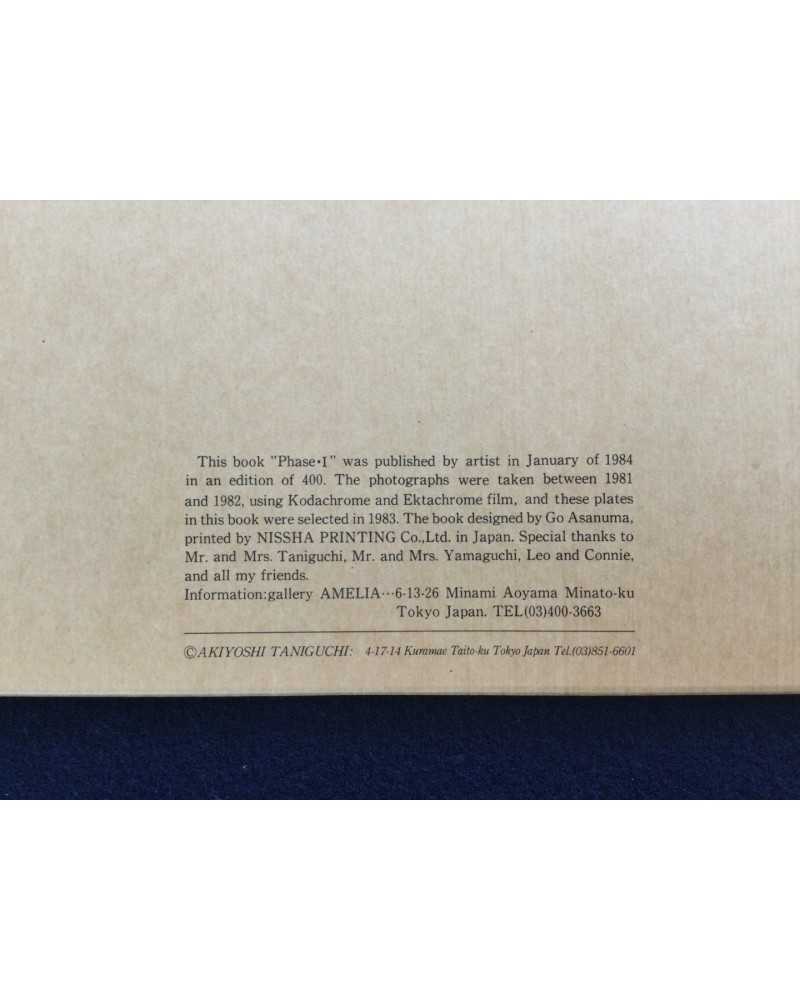 This book "Phase•I" was published by artist in January of 1984
in an edition of 400. The photographs were taken between 1981
and 1982, using Kodachrome and Ektachrome film, and these plates
in this book were selected in 1983. The book designed by Go Asanuma,
printed by NISSHA PRINTING Co.,Ltd. in Japan. Special thanks to
Mr. and Mrs. Taniguchi, Mr. and Mrs. Yamaguchi, Leo and Connie,
and all my friends.
Information:gallery AMELIA…6-13-26 Minami Aoyama Minato-ku
Tokyo Japan. TEL(03)400-3663
©AKIYOSHI TANIGUCHI: 4-17-14 Kuramae Taito-ku Tokyo Japan Tel.(03)851-6601